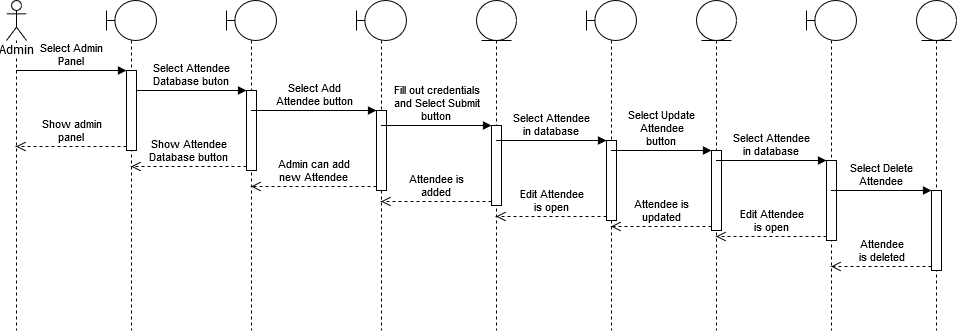 Admin
Select Admin
Panel
Select Attendee
Database buton
Select Add
Attendee button
Fill out credentials
and Select Submit
button
Select Attendee
in database
Select Update
Attendee
button
Select Attendee
in database
Select Delete
Attendee
Show admin
panel
Show Attendee
Database button
Admin can add
new Attendee
Attendee is
added
Edit Attendee
is open
Attendee is
updated
Edit Attendee
is open
Attendee
is deleted